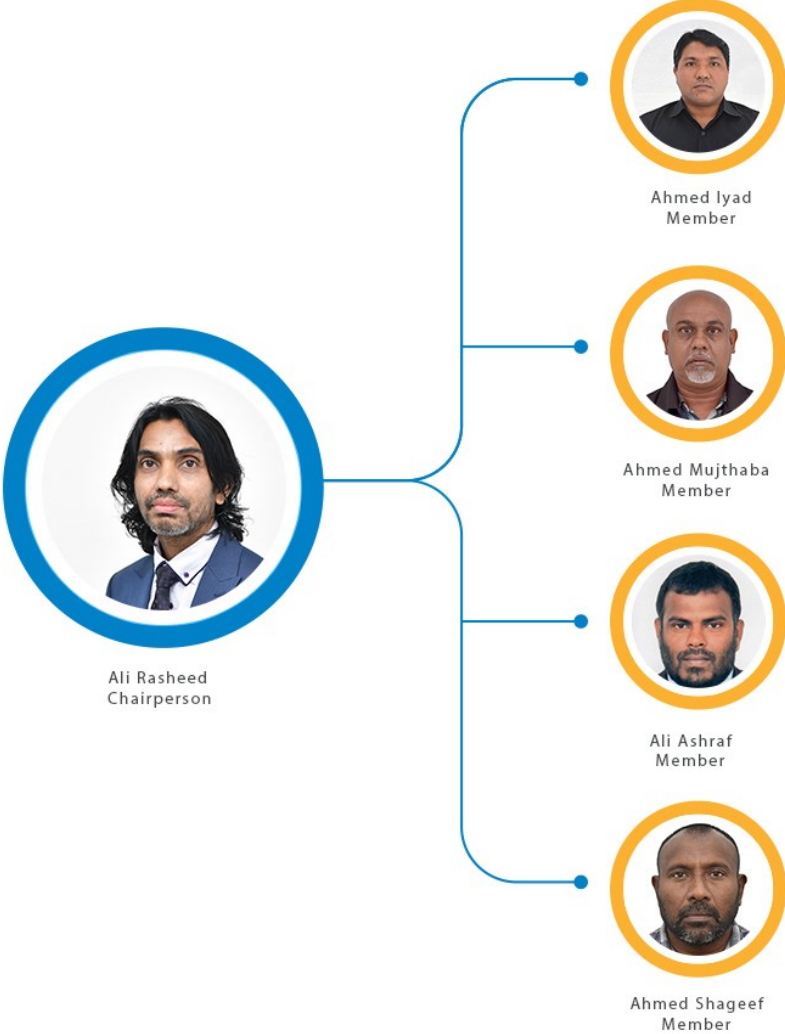 Ahmed Iyad
Member
Ahmed Mujthaba
Member
Ali Rasheed
Chairperson
Ali Ashraf
Member
Ahmed Shageef
Member